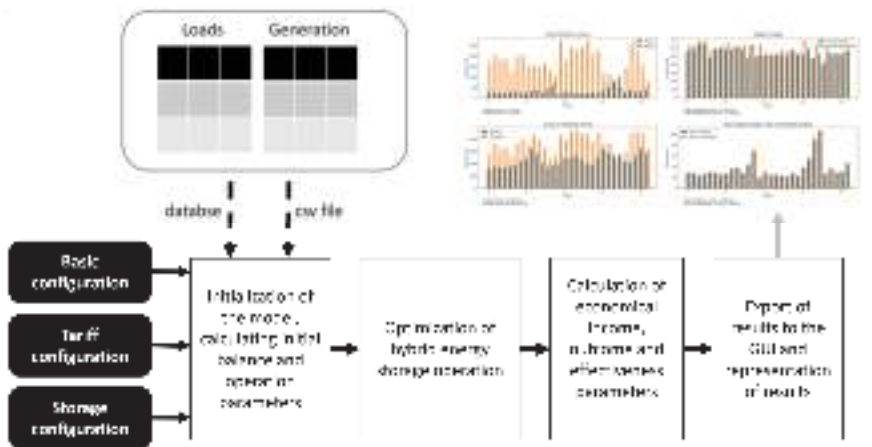 Loads
Generation
databse
csv file
Basic
configuration
Tariff
configuration
Storage
configuration
Initialization of
the model,
calculating initial
balance and
operation
parameters
Optimization of
hybrid energy
storage operation
Calculation of
economical
income,
outcome and
effectiveness
parameters
Export of
results to the
GUI and
representation
of results